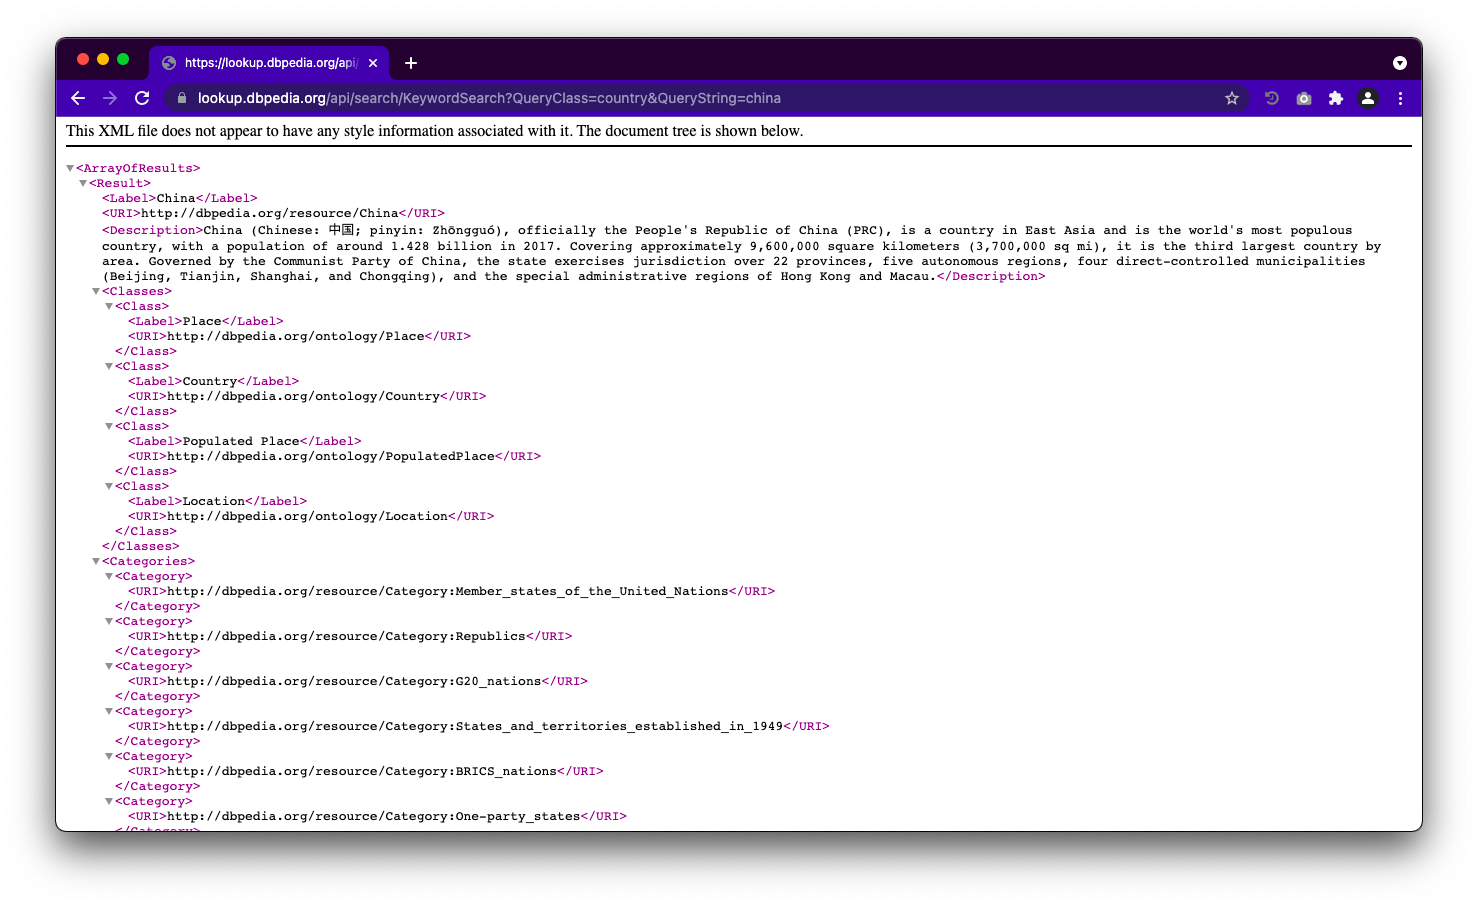 https://lookup.dbpedia.org/api/
lookup.dbpedia.org/api/search/KeywordSearch?QueryClass=country&QueryString=china
This XML file does not appear to have any style information associated with it. The document tree is shown below.
<ArrayOfResults>
<Result>
<Label>China</Label>
<URI>http://dbpedia.org/resource/China</URI>
<Description>China (Chinese: 中国; pinyin: Zhōngguó), officially the People's Republic of China (PRC), is a country in East Asia and is the world's most populous
country, with a population of around 1.428 billion in 2017. Covering approximately 9,600,000 square kilometers (3,700,000 sq mi), it is the third largest country by
area. Governed by the Communist Party of China, the state exercises jurisdiction over 22 provinces, five autonomous regions, four direct-controlled municipalities
(Beijing, Tianjin, Shanghai, and Chongqing), and the special administrative regions of Hong Kong and Macau.</Description>
<Classes>
<Class>
<Label>Place</Label>
<URI>http://dbpedia.org/ontology/Place</URI>
</Class>
<Class>
<Label>Country</Label>
<URI>http://dbpedia.org/ontology/Country</URI>
</Class>
<Class>
<Label>Populated Place</Label>
<URI>http://dbpedia.org/ontology/PopulatedPlace</URI>
</Class>
<Class>
<Label>Location</Label>
<URI>http://dbpedia.org/ontology/Location</URI>
</Class>
</Classes>
<Categories>
<Category>
<URI>http://dbpedia.org/resource/Category:Member_states_of_the_United_Nations</URI>
</Category>
<Category>
<URI>http://dbpedia.org/resource/Category:Republics</URI>
</Category>
<Category>
<URI>http://dbpedia.org/resource/Category:G20_nations</URI>
</Category>
<Category>
<URI>http://dbpedia.org/resource/Category:States_and_territories_established_in_1949</URI>
</Category>
<Category>
<URI>http://dbpedia.org/resource/Category:BRICS_nations</URI>
</Category>
<Category>
<URI>http://dbpedia.org/resource/Category:One-party_states</URI>
</Category>